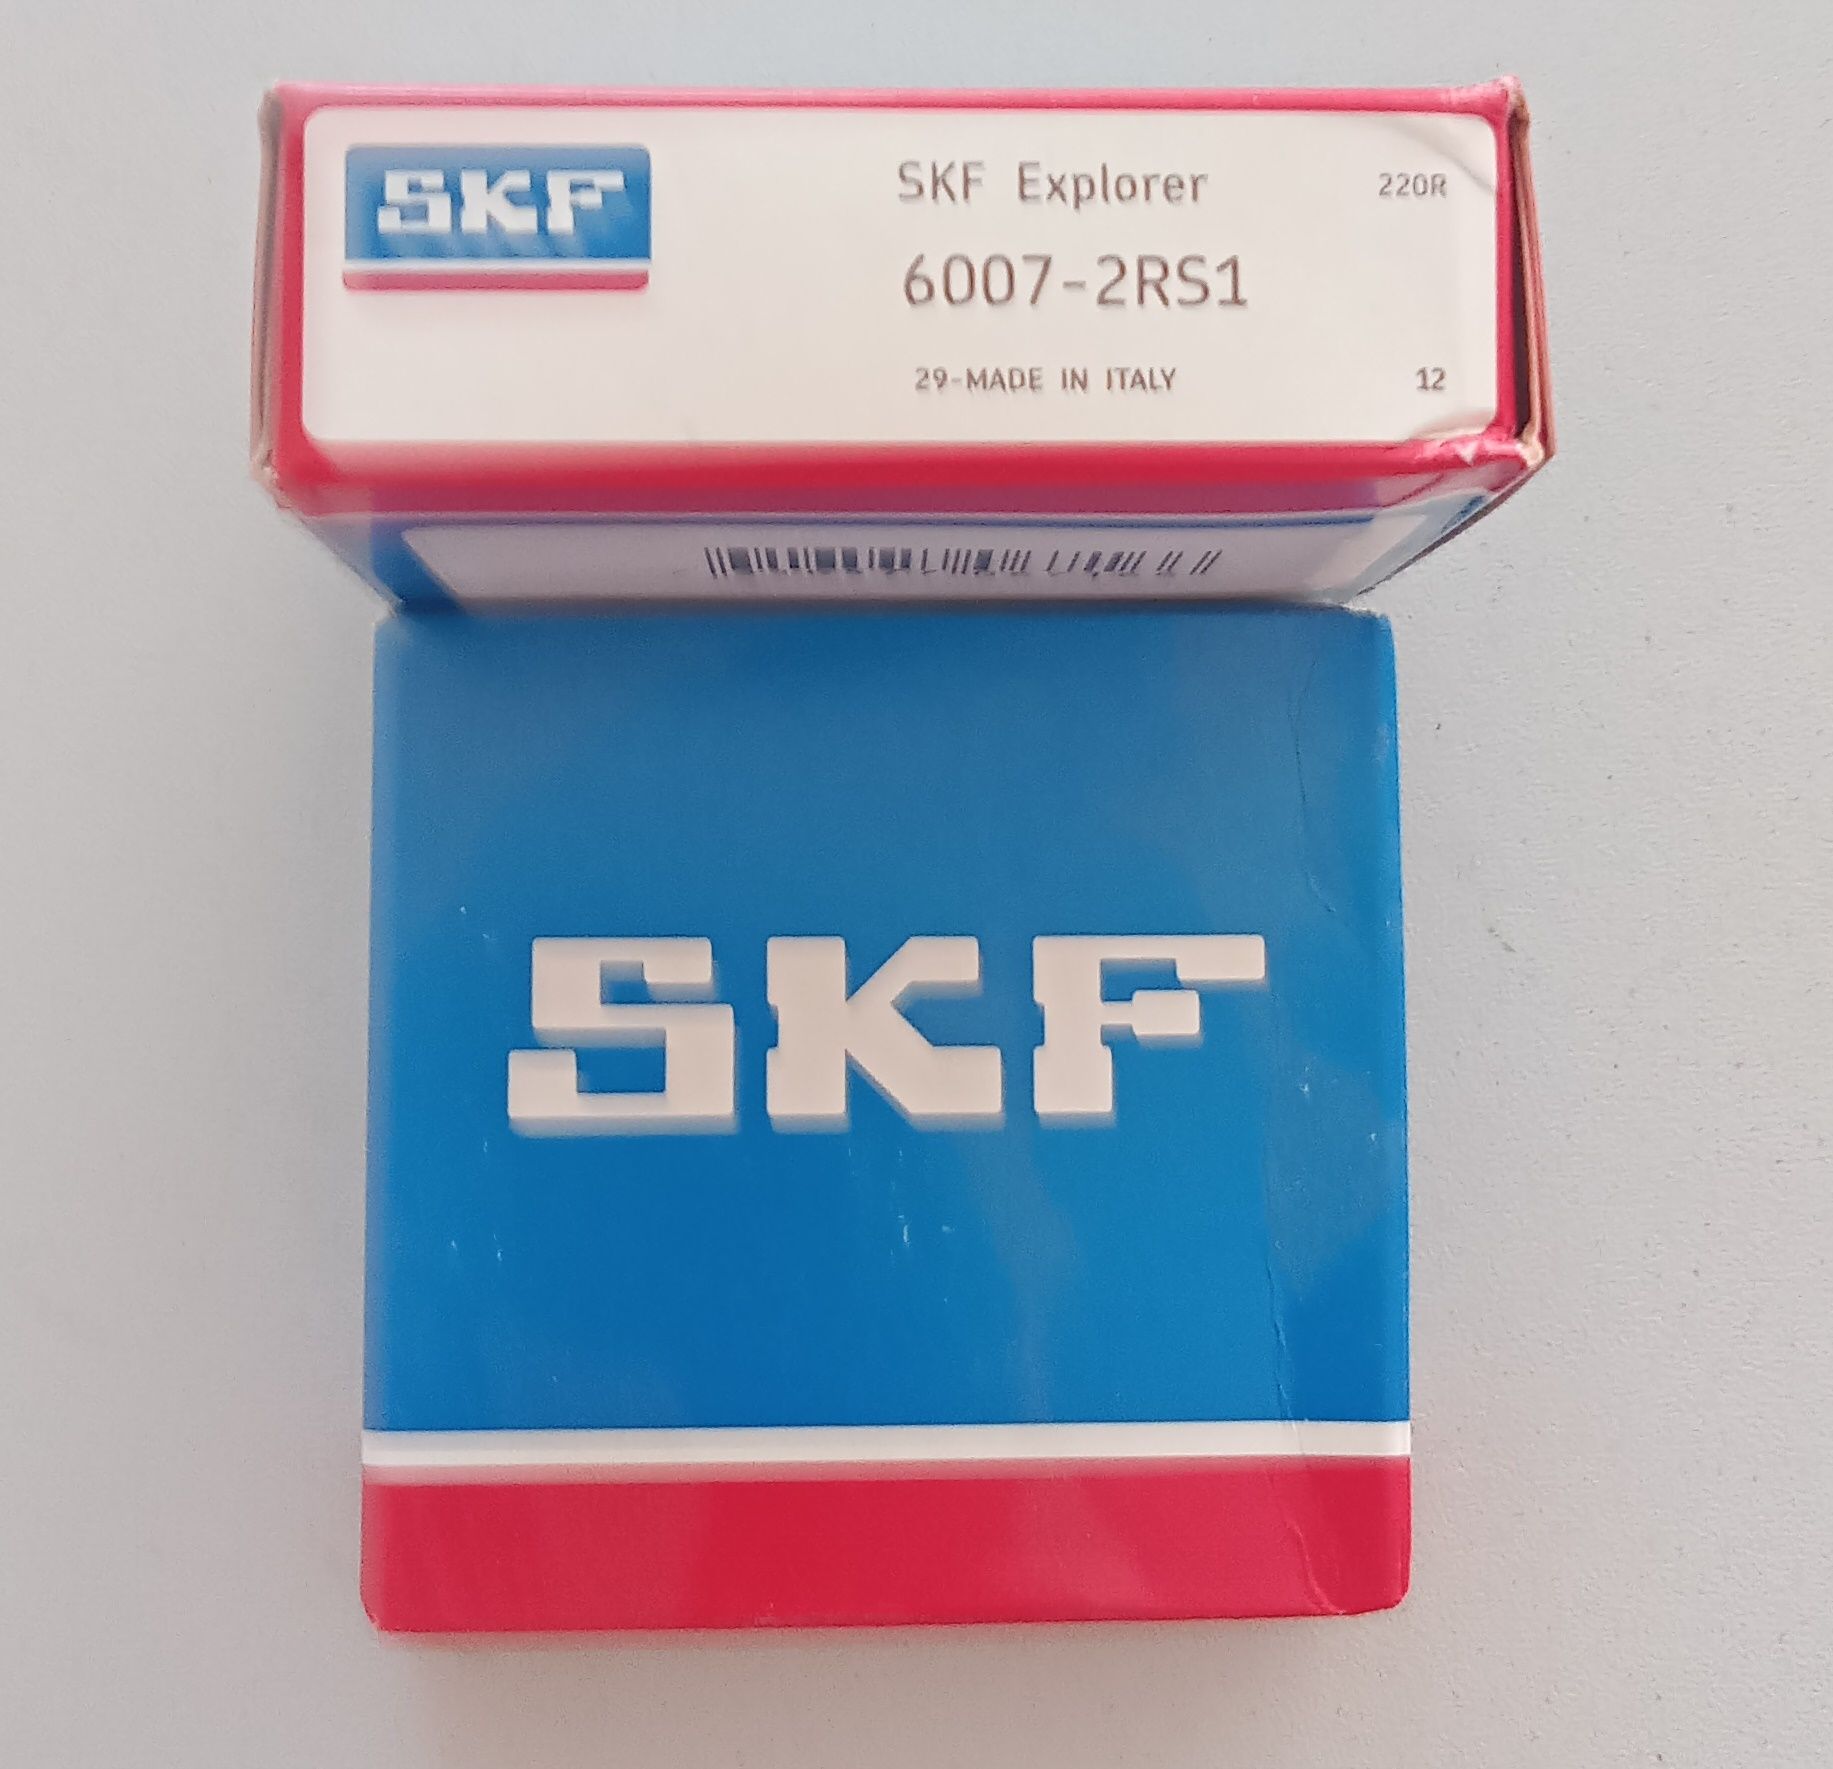 SKF
SKF Explorer
220R
6007-2RS1
29-MADE IN ITALY
12
SKF